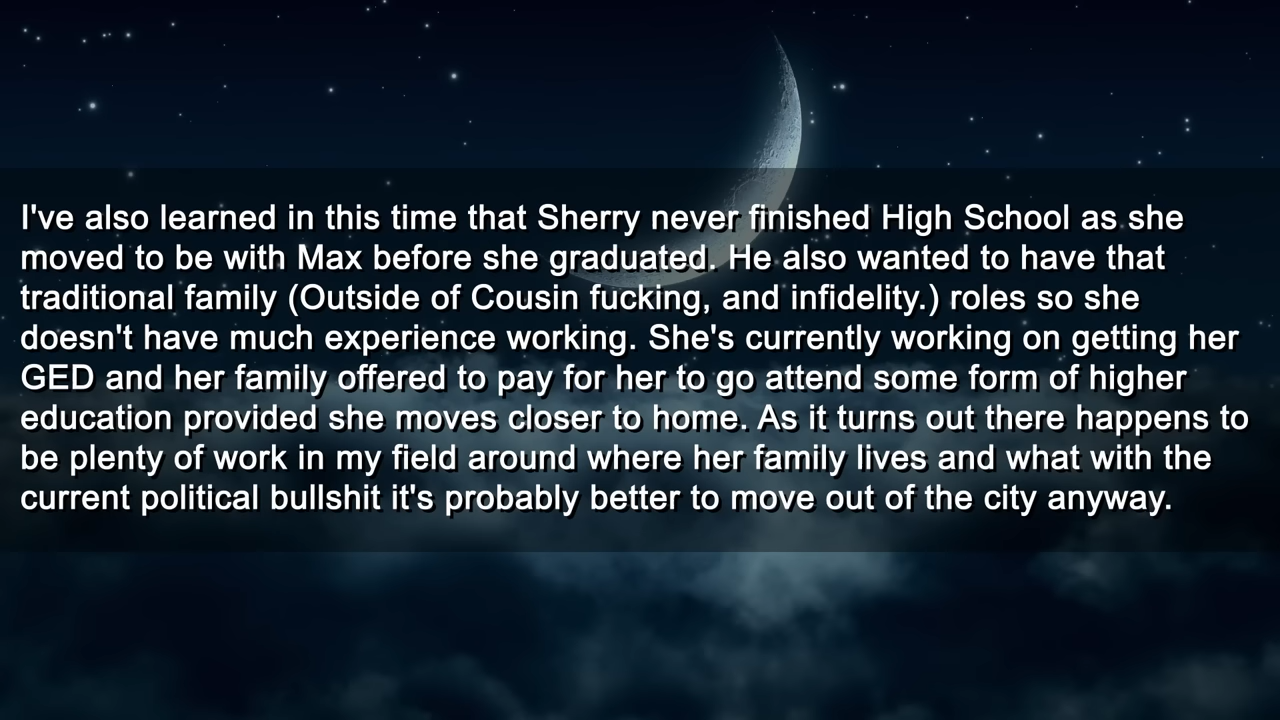 I've also learned in this time that Sherry never finished High School as she
moved to be with Max before she graduated. He also wanted to have that
traditional family (Outside of Cousin fucking, and infidelity.) roles so she
doesn't have much experience working. She's currently working on getting her
GED and her family offered to pay for her to go attend some form of higher
education provided she moves closer to home. As it turns out there happens to
be plenty of work in my field around where her family lives and what with the
current political bullshit it's probably better to move out of the city anyway.